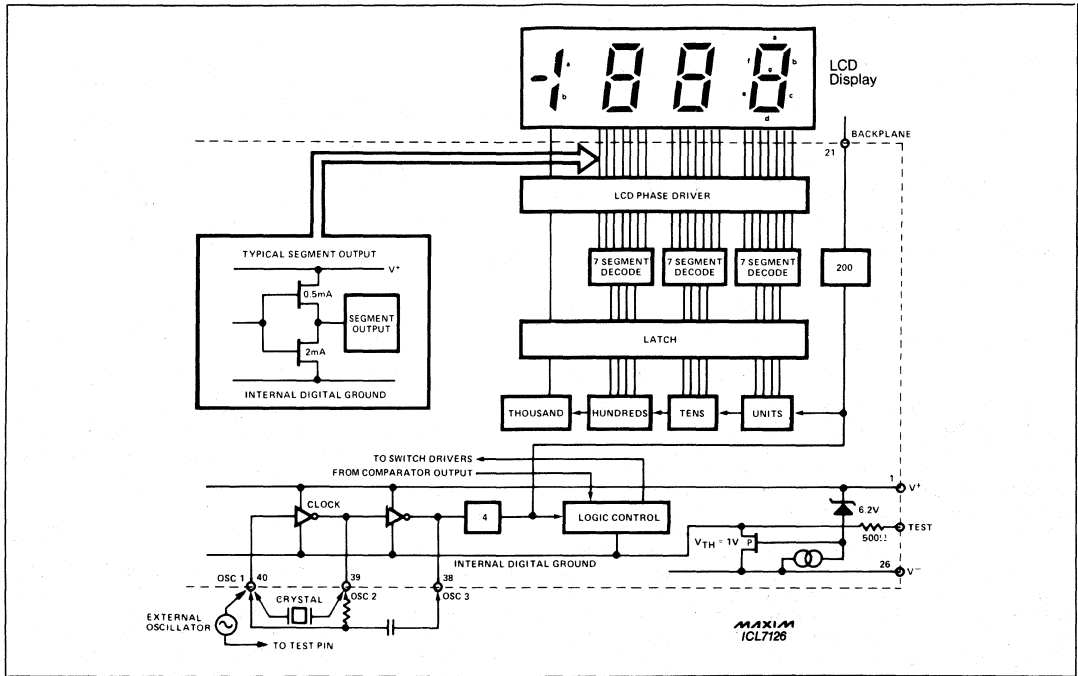 a
b
a
f
b
e
e
c
d
LCD
Display
BACKPLANE
21
LCD PHASE DRIVER
TYPICAL SEGMENT OUTPUT
V+
0.5mA
SEGMENT
OUTPUT
2mA
INTERNAL DIGITAL GROUND
7 SEGMENT
DECODE
7 SEGMENT
DECODE
7 SEGMENT
DECODE
200
LATCH
THOUSAND
HUNDREDS
TENS
UNITS
TO SWITCH DRIVERS
FROM COMPARATOR OUTPUT
1
V+
CLOCK
4
LOGIC CONTROL
6.2V
TEST
500Ω
VTH = 1V
P
INTERNAL DIGITAL GROUND
26
V−
OSC 1
40
39
OSC 2
38
OSC 3
CRYSTAL
EXTERNAL
OSCILLATOR
TO TEST PIN
MAXIM
ICL7126